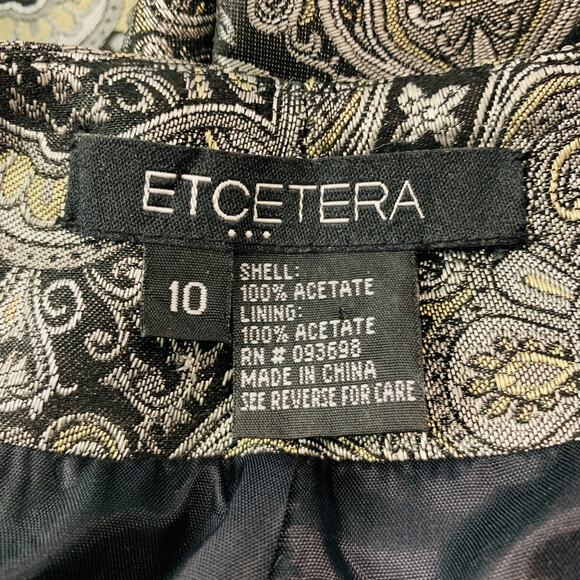 ETCETERA
10
SHELL:
100% ACETATE
LINING:
100% ACETATE
RN # 093698
MADE IN CHINA
SEE REVERSE FOR CARE